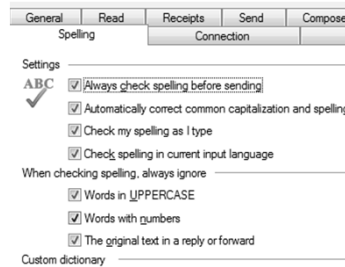 General Read Receipts Send Compose
Spelling Connection
Settings
ABC Always check spelling before sending
Automatically correct common capitalization and spelling
Check my spelling as I type
Check spelling in current input language
When checking spelling, always ignore
Words in UPPERCASE
Words with numbers
The original text in a reply or forward
Custom dictionary